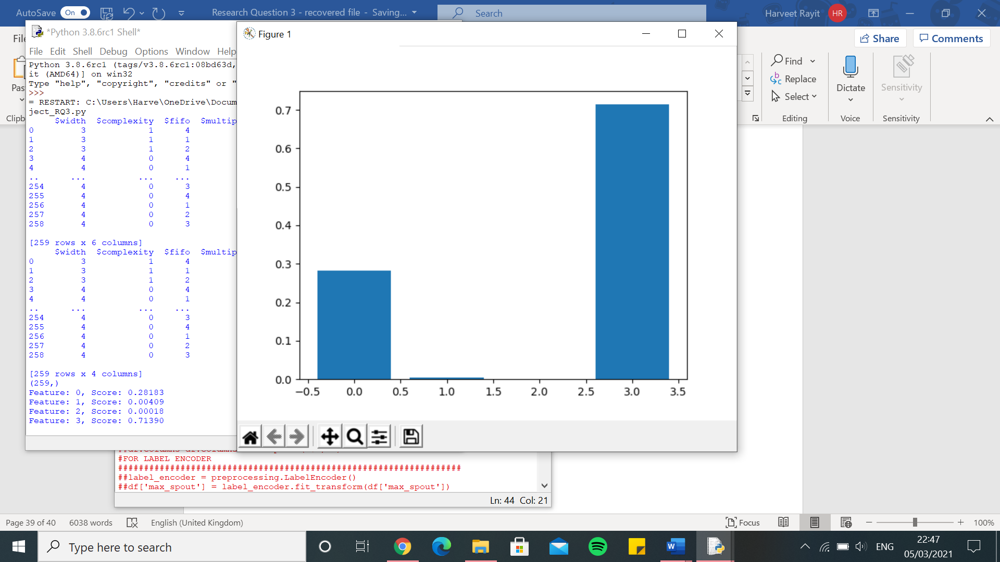 AutoSave On Research Question 3 - recovered file - Saving... Search Harveet Rayit HR
*Python 3.8.6rc1 Shell*
Figure 1
Share Comments
File Edit Shell Debug Options Window Help
Python 3.8.6rc1 (tags/v3.8.6rc1:08bd63d,
it (AMD64)] on win32
Type "help", "copyright", "credits" or "
>>>
= RESTART: C:\Users\Harve\OneDrive\Docum
ject_RQ3.py
$width $complexity $fifo $multip
0 3 1 4
1 3 1 1
2 3 1 2
3 4 0 4
4 4 0 1
.. ... ... ...
254 4 0 3
255 4 0 4
256 4 0 1
257 4 0 2
258 4 0 3
[259 rows x 6 columns]
$width $complexity $fifo $multip
0 3 1 4
1 3 1 1
2 3 1 2
3 4 0 4
4 4 0 1
.. ... ... ...
254 4 0 3
255 4 0 4
256 4 0 1
257 4 0 2
258 4 0 3
[259 rows x 4 columns]
(259,)
Feature: 0, Score: 0.28183
Feature: 1, Score: 0.00409
Feature: 2, Score: 0.00018
Feature: 3, Score: 0.71390
0.7
0.6
0.5
0.4
0.3
0.2
0.1
0.0
−0.5 0.0 0.5 1.0 1.5 2.0 2.5 3.0 3.5
Find
Replace
Select
Editing
Dictate
Voice
Sensitivity
Sensitivity
File
Pas
Clipb
#FOR LABEL ENCODER
##################################################################
##label_encoder = preprocessing.LabelEncoder()
##df['max_spout'] = label_encoder.fit_transform(df['max_spout'])
Ln: 44 Col: 21
Page 39 of 40 6038 words English (United Kingdom) Focus 100%
Type here to search
ENG
22:47
05/03/2021